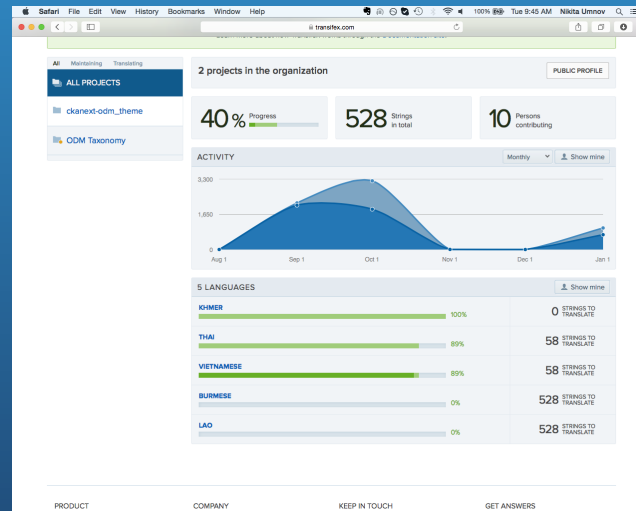 Safari File Edit View History Bookmarks Window Help 100% Tue 9:45 AM Nikita Umnov
transifex.com
All Maintaining Translating
ALL PROJECTS
ckanext-odm_theme
ODM Taxonomy
2 projects in the organization
PUBLIC PROFILE
40% Progress
528 Strings in total
10 Persons contributing
ACTIVITY
Monthly
Show mine
3,300
1,650
0
Aug 1 Sep 1 Oct 1 Nov 1 Dec 1 Jan 1
5 LANGUAGES
Show mine
KHMER
100%
0 STRINGS TO TRANSLATE
THAI
89%
58 STRINGS TO TRANSLATE
VIETNAMESE
89%
58 STRINGS TO TRANSLATE
BURMESE
0%
528 STRINGS TO TRANSLATE
LAO
0%
528 STRINGS TO TRANSLATE
PRODUCT COMPANY KEEP IN TOUCH GET ANSWERS